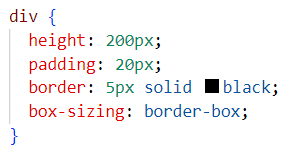 div {
  height: 200px;
  padding: 20px;
  border: 5px solid black;
  box-sizing: border-box;
}